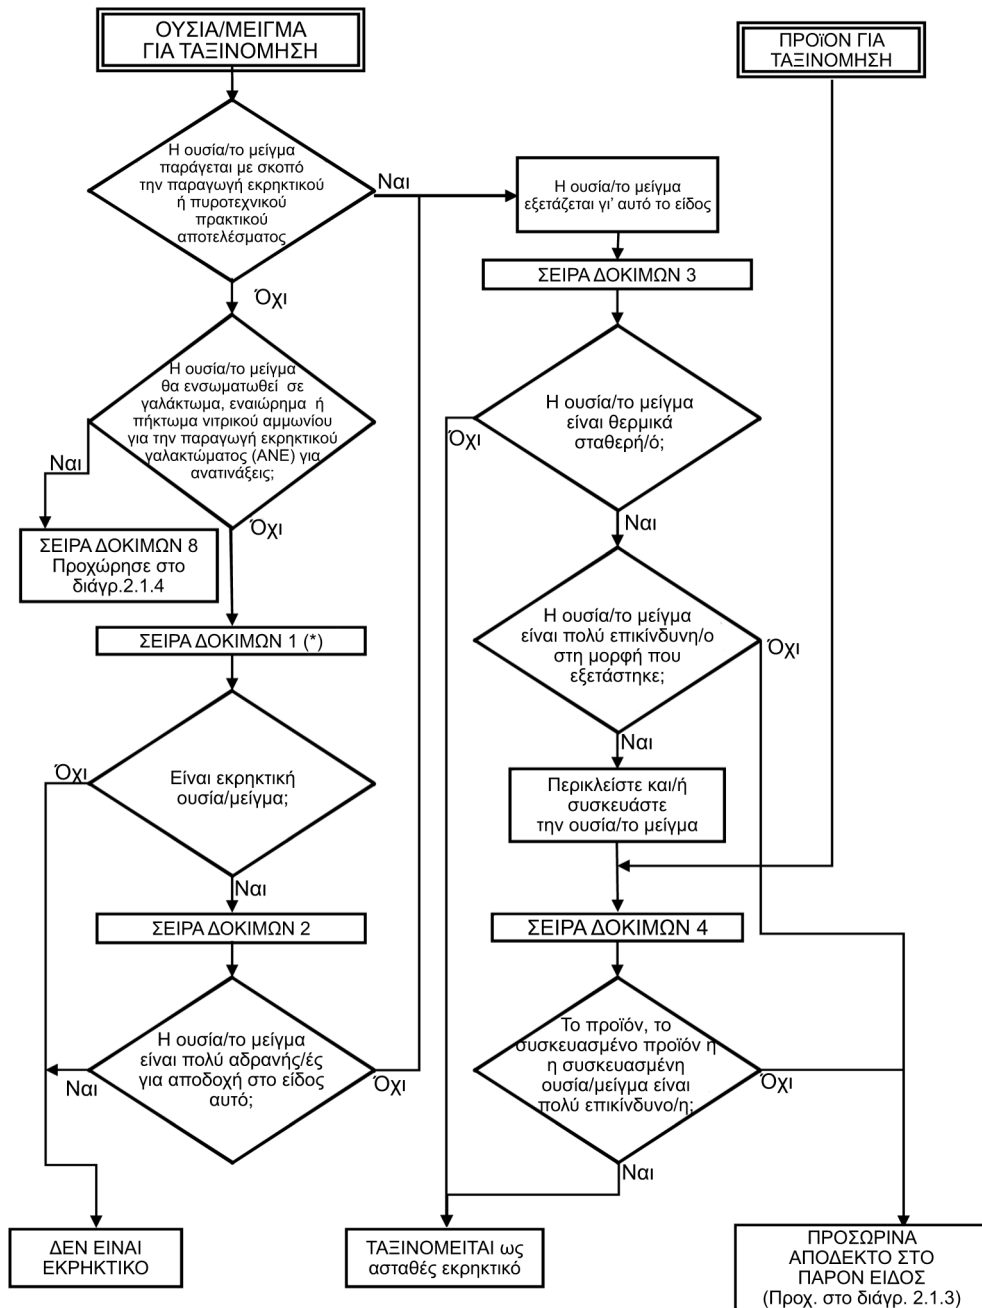 ΟΥΣΙΑ/ΜΕΙΓΜΑ
ΓΙΑ ΤΑΞΙΝΟΜΗΣΗ
ΠΡΟϊΟΝ ΓΙΑ
ΤΑΞΙΝΟΜΗΣΗ
Η ουσία/το μείγμα
παράγεται με σκοπό
την παραγωγή εκρηκτικού
ή πυροτεχνικού
πρακτικού
αποτελέσματος
Ναι
Η ουσία/το μείγμα
εξετάζεται γι' αυτό το είδος
ΣΕΙΡΑ ΔΟΚΙΜΩΝ 3
Όχι
Η ουσία/το μείγμα
θα ενσωματωθεί σε
γαλάκτωμα, εναιώρημα ή
πήκτωμα νιτρικού αμμωνίου
για την παραγωγή εκρηκτικού
γαλακτώματος (ΑΝΕ) για
ανατινάξεις;
Ναι
Όχι
Η ουσία/το μείγμα
είναι θερμικά
σταθερή/ό;
Όχι
Ναι
ΣΕΙΡΑ ΔΟΚΙΜΩΝ 8
Προχώρησε στο
διάγρ.2.1.4
ΣΕΙΡΑ ΔΟΚΙΜΩΝ 1 (*)
Η ουσία/το μείγμα
είναι πολύ επικίνδυνη/ο
στη μορφή που
εξετάστηκε;
Όχι
Ναι
Είναι εκρηκτική
ουσία/μείγμα;
Όχι
Ναι
Περικλείστε και/ή
συσκευάστε
την ουσία/το μείγμα
ΣΕΙΡΑ ΔΟΚΙΜΩΝ 2
ΣΕΙΡΑ ΔΟΚΙΜΩΝ 4
Η ουσία/το μείγμα
είναι πολύ αδρανής/ές
για αποδοχή στο είδος
αυτό;
Ναι
Όχι
Το προϊόν, το
συσκευασμένο προϊόν η
η συσκευασμένη
ουσία/μείγμα είναι
πολύ επικίνδυνο/η;
Όχι
Ναι
ΔΕΝ ΕΙΝΑΙ
ΕΚΡΗΚΤΙΚΟ
ΤΑΞΙΝΟΜΕΙΤΑΙ ως
ασταθές εκρηκτικό
ΠΡΟΣΩΡΙΝΑ
ΑΠΟΔΕΚΤΟ ΣΤΟ
ΠΑΡΟΝ ΕΙΔΟΣ
(Προχ. στο διάγρ. 2.1.3)